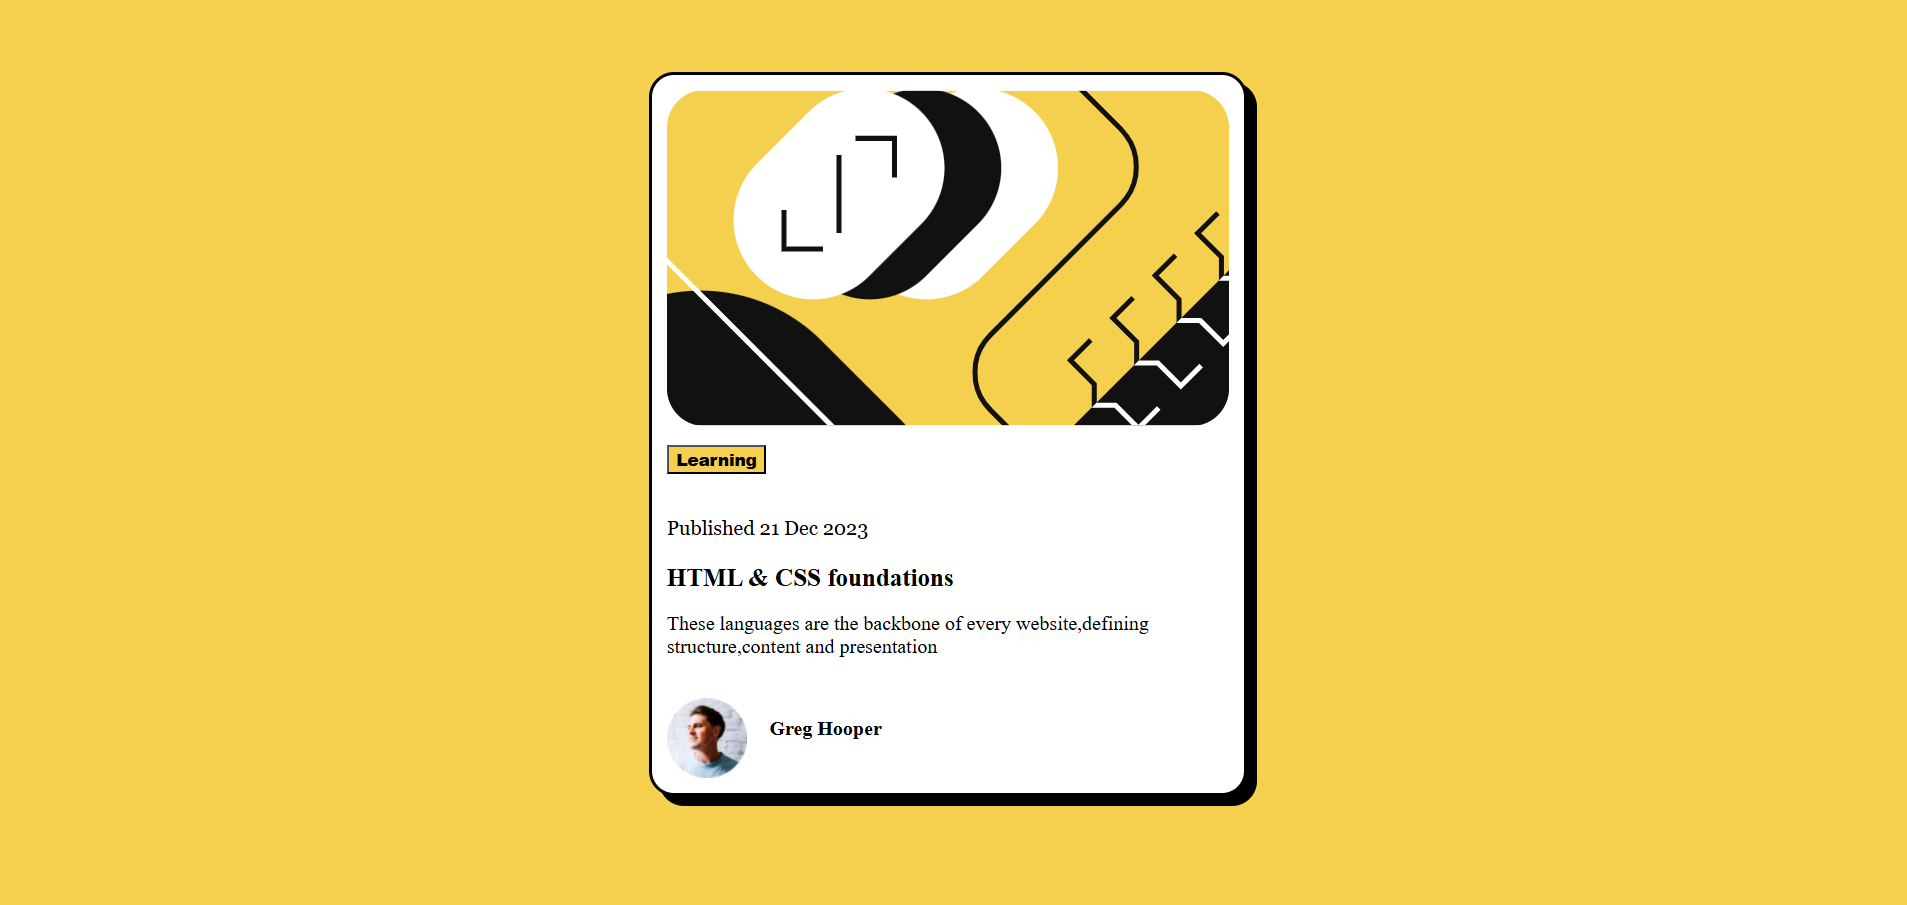 Learning
Published 21 Dec 2023
HTML & CSS foundations
These languages are the backbone of every website,defining
structure,content and presentation
Greg Hooper